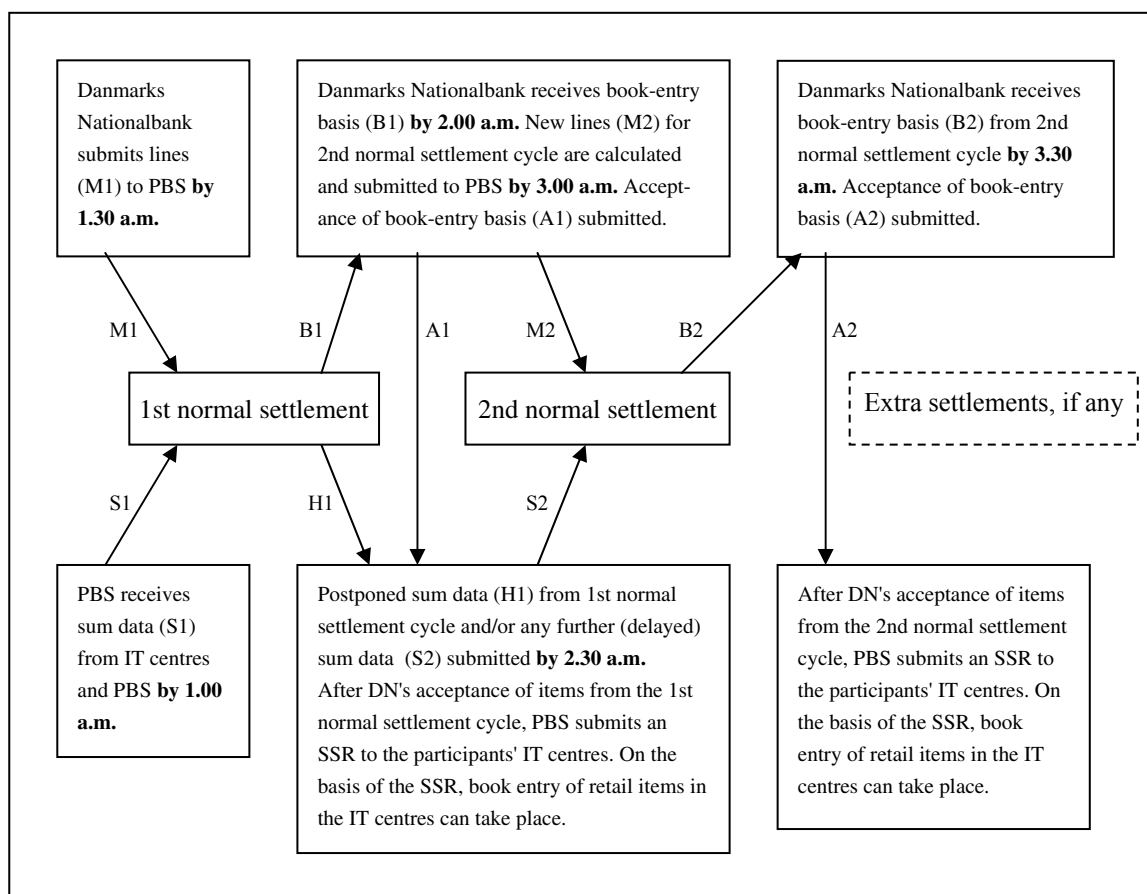 Danmarks
Nationalbank
submits lines
(M1) to PBS by
1.30 a.m.
Danmarks Nationalbank receives book-entry
basis (B1) by 2.00 a.m. New lines (M2) for
2nd normal settlement cycle are calculated
and submitted to PBS by 3.00 a.m. Accept-
ance of book-entry basis (A1) submitted.
Danmarks Nationalbank receives
book-entry basis (B2) from 2nd
normal settlement cycle by 3.30
a.m. Acceptance of book-entry
basis (A2) submitted.
M1
B1
A1
M2
B2
A2
1st normal settlement
2nd normal settlement
Extra settlements, if any
S1
H1
S2
PBS receives
sum data (S1)
from IT centres
and PBS by 1.00
a.m.
Postponed sum data (H1) from 1st normal
settlement cycle and/or any further (delayed)
sum data (S2) submitted by 2.30 a.m.
After DN's acceptance of items from the 1st
normal settlement cycle, PBS submits an
SSR to the participants' IT centres. On the
basis of the SSR, book entry of retail items in
the IT centres can take place.
After DN's acceptance of items
from the 2nd normal settlement
cycle, PBS submits an SSR to
the participants' IT centres. On
the basis of the SSR, book
entry of retail items in the IT
centres can take place.